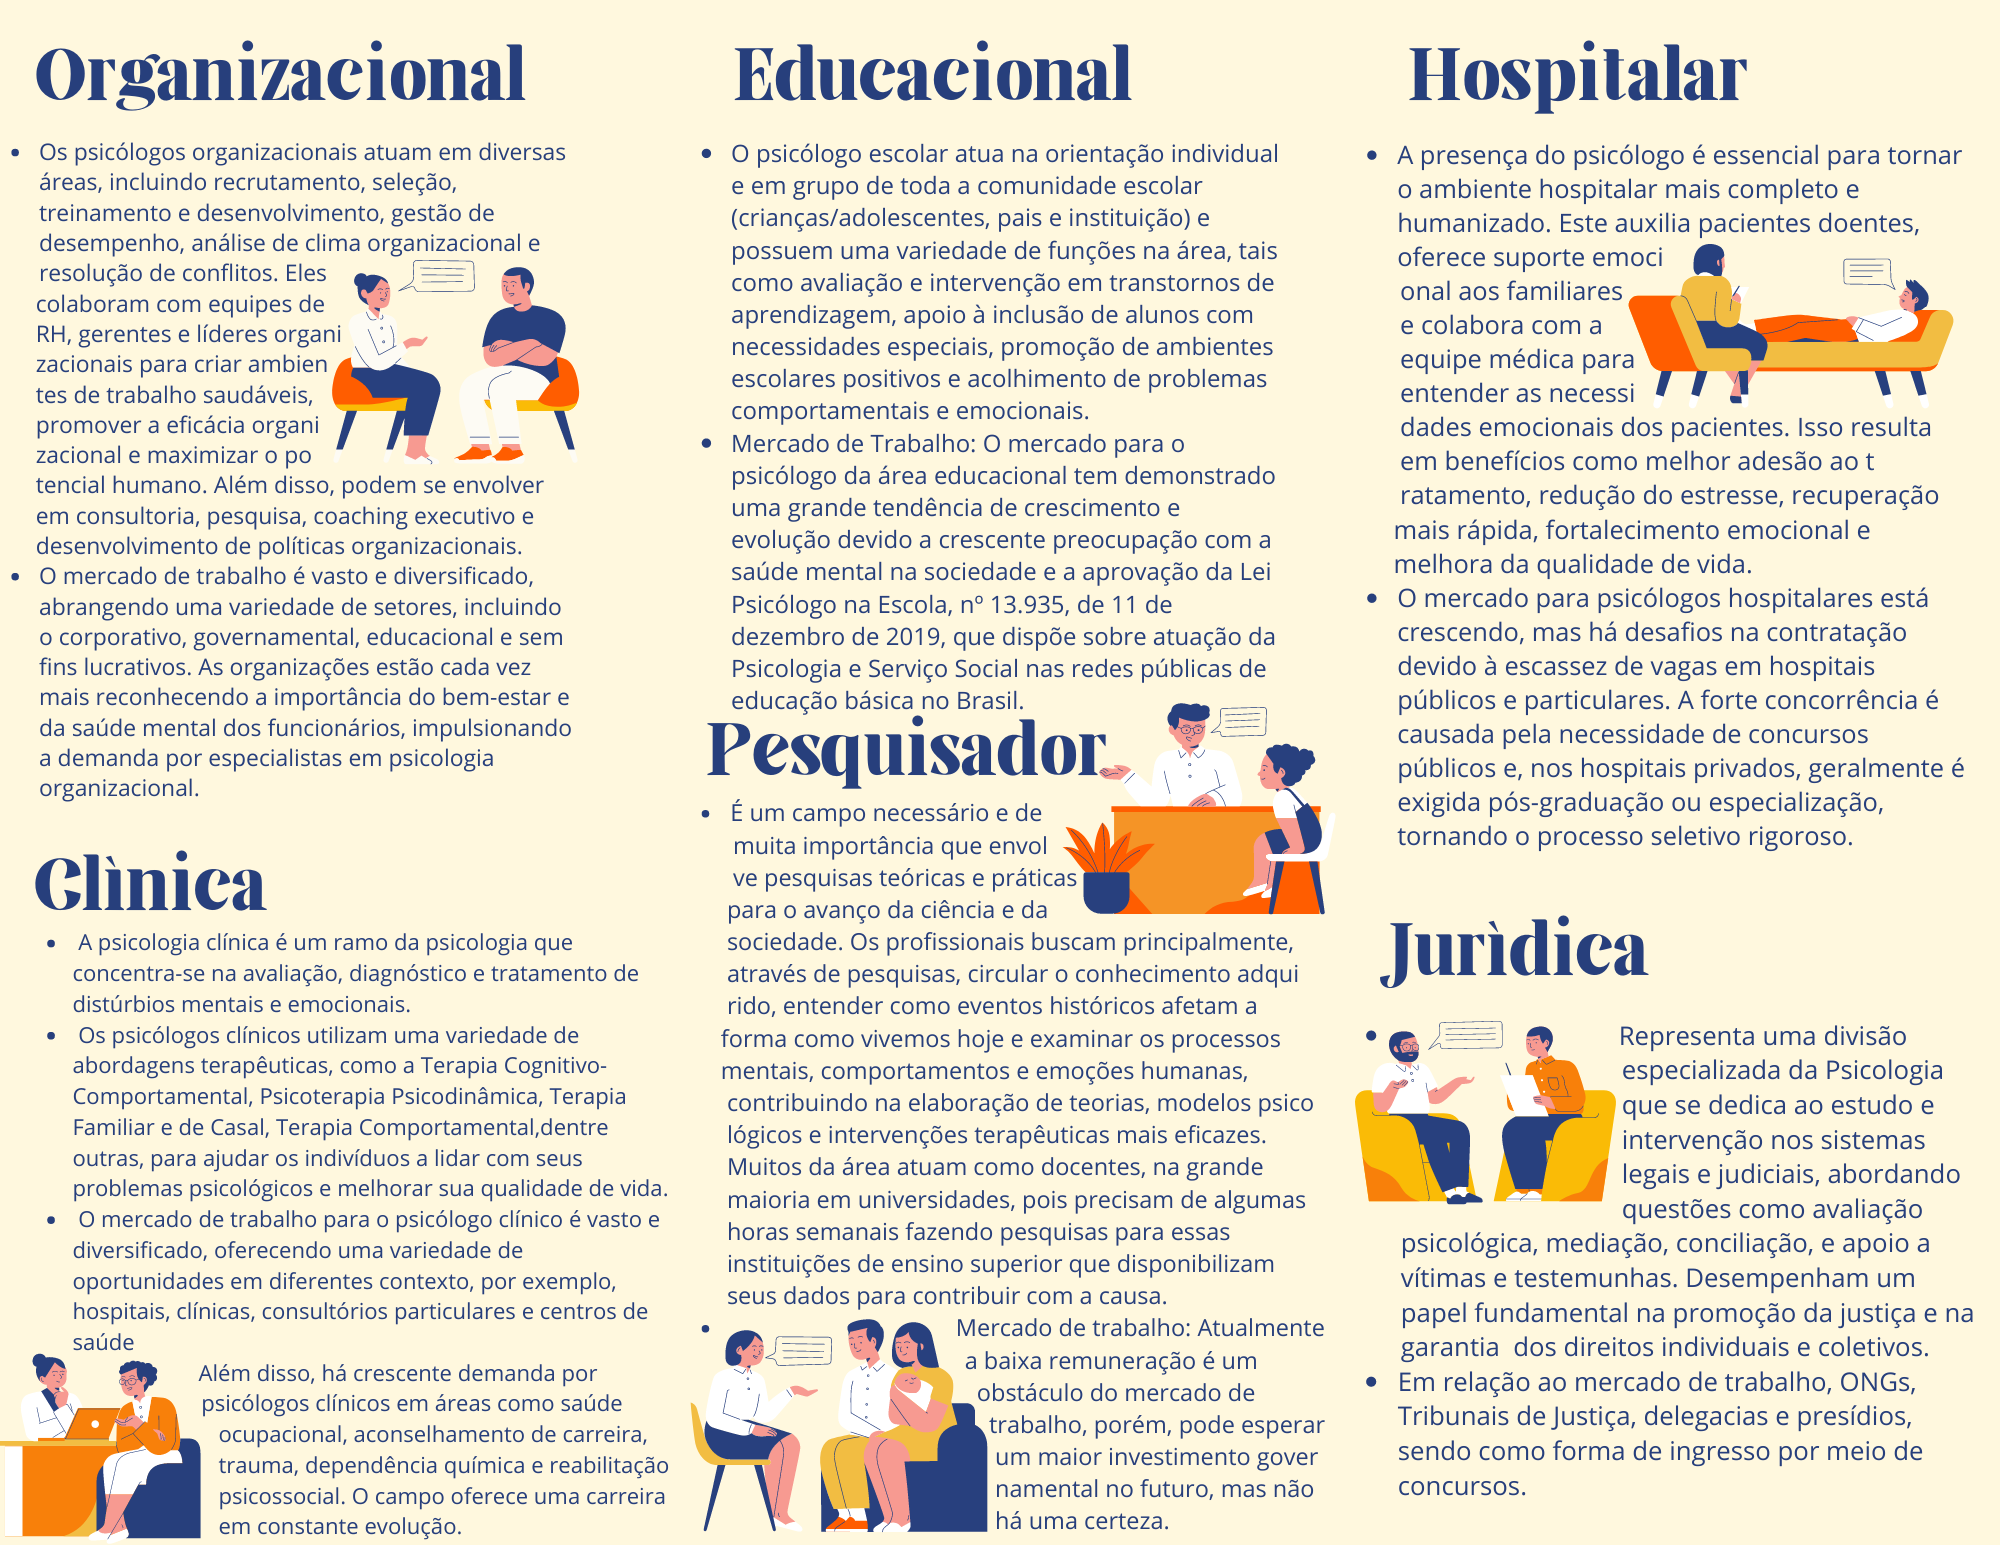 Organizacional
• Os psicólogos organizacionais atuam em diversas
áreas, incluindo recrutamento, seleção,
treinamento e desenvolvimento, gestão de
desempenho, análise de clima organizacional e
resolução de conflitos. Eles
colaboram com equipes de
RH, gerentes e líderes organi
zacionais para criar ambien
tes de trabalho saudáveis,
promover a eficácia organi
zacional e maximizar o po
tencial humano. Além disso, podem se envolver
em consultoria, pesquisa, coaching executivo e
desenvolvimento de políticas organizacionais.
• O mercado de trabalho é vasto e diversificado,
abrangendo uma variedade de setores, incluindo
o corporativo, governamental, educacional e sem
fins lucrativos. As organizações estão cada vez
mais reconhecendo a importância do bem-estar e
da saúde mental dos funcionários, impulsionando
a demanda por especialistas em psicologia
organizacional.
Clìnica
• A psicologia clínica é um ramo da psicologia que
concentra-se na avaliação, diagnóstico e tratamento de
distúrbios mentais e emocionais.
• Os psicólogos clínicos utilizam uma variedade de
abordagens terapêuticas, como a Terapia Cognitivo-
Comportamental, Psicoterapia Psicodinâmica, Terapia
Familiar e de Casal, Terapia Comportamental,dentre
outras, para ajudar os indivíduos a lidar com seus
problemas psicológicos e melhorar sua qualidade de vida.
• O mercado de trabalho para o psicólogo clínico é vasto e
diversificado, oferecendo uma variedade de
oportunidades em diferentes contexto, por exemplo,
hospitais, clínicas, consultórios particulares e centros de
saúde
Além disso, há crescente demanda por
psicólogos clínicos em áreas como saúde
ocupacional, aconselhamento de carreira,
trauma, dependência química e reabilitação
psicossocial. O campo oferece uma carreira
em constante evolução.
Educacional
• O psicólogo escolar atua na orientação individual
e em grupo de toda a comunidade escolar
(crianças/adolescentes, pais e instituição) e
possuem uma variedade de funções na área, tais
como avaliação e intervenção em transtornos de
aprendizagem, apoio à inclusão de alunos com
necessidades especiais, promoção de ambientes
escolares positivos e acolhimento de problemas
comportamentais e emocionais.
• Mercado de Trabalho: O mercado para o
psicólogo da área educacional tem demonstrado
uma grande tendência de crescimento e
evolução devido a crescente preocupação com a
saúde mental na sociedade e a aprovação da Lei
Psicólogo na Escola, nº 13.935, de 11 de
dezembro de 2019, que dispõe sobre atuação da
Psicologia e Serviço Social nas redes públicas de
educação básica no Brasil.
Pesquisador
• É um campo necessário e de
muita importância que envol
ve pesquisas teóricas e práticas
para o avanço da ciência e da
sociedade. Os profissionais buscam principalmente,
através de pesquisas, circular o conhecimento adqui
rido, entender como eventos históricos afetam a
forma como vivemos hoje e examinar os processos
mentais, comportamentos e emoções humanas,
contribuindo na elaboração de teorias, modelos psico
lógicos e intervenções terapêuticas mais eficazes.
Muitos da área atuam como docentes, na grande
maioria em universidades, pois precisam de algumas
horas semanais fazendo pesquisas para essas
instituições de ensino superior que disponibilizam
seus dados para contribuir com a causa.
• Mercado de trabalho: Atualmente
a baixa remuneração é um
obstáculo do mercado de
trabalho, porém, pode esperar
um maior investimento gover
namental no futuro, mas não
há uma certeza.
Hospitalar
• A presença do psicólogo é essencial para tornar
o ambiente hospitalar mais completo e
humanizado. Este auxilia pacientes doentes,
oferece suporte emoci
onal aos familiares
e colabora com a
equipe médica para
entender as necessi
dades emocionais dos pacientes. Isso resulta
em benefícios como melhor adesão ao t
ratamento, redução do estresse, recuperação
mais rápida, fortalecimento emocional e
melhora da qualidade de vida.
• O mercado para psicólogos hospitalares está
crescendo, mas há desafios na contratação
devido à escassez de vagas em hospitais
públicos e particulares. A forte concorrência é
causada pela necessidade de concursos
públicos e, nos hospitais privados, geralmente é
exigida pós-graduação ou especialização,
tornando o processo seletivo rigoroso.
Jurìdica
• Representa uma divisão
especializada da Psicologia
que se dedica ao estudo e
intervenção nos sistemas
legais e judiciais, abordando
questões como avaliação
psicológica, mediação, conciliação, e apoio a
vítimas e testemunhas. Desempenham um
papel fundamental na promoção da justiça e na
garantia dos direitos individuais e coletivos.
• Em relação ao mercado de trabalho, ONGs,
Tribunais de Justiça, delegacias e presídios,
sendo como forma de ingresso por meio de
concursos.